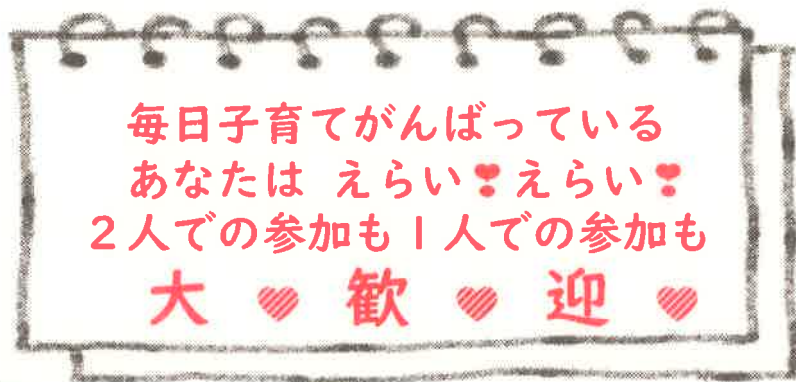 毎日子育てがんばっている
あなたは えらい❣えらい❣
２人での参加も１人での参加も
大♥歓♥迎♥